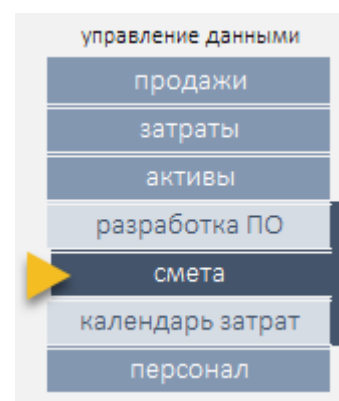 управление данными
продажи
затраты
активы
разработка ПО
смета
календарь затрат
персонал